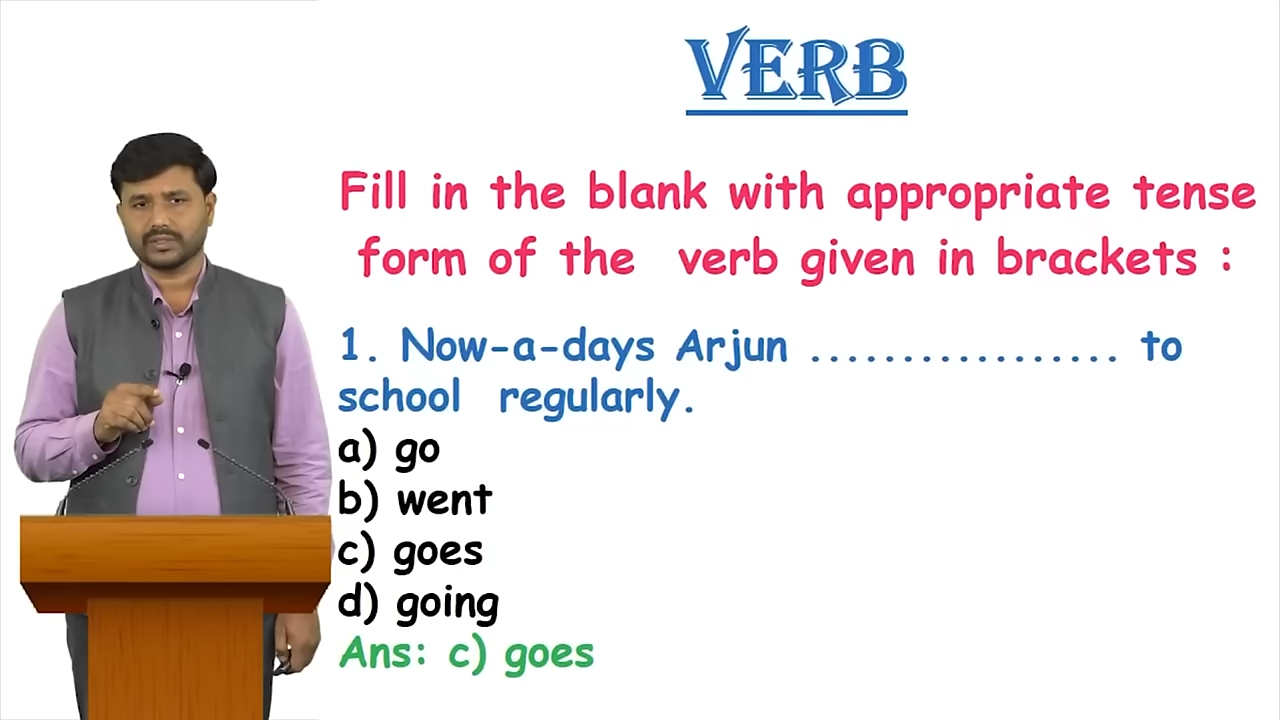 VERB
Fill in the blank with appropriate tense
form of the verb given in brackets :
1. Now-a-days Arjun ................. to
school regularly.
a) go
b) went
c) goes
d) going
Ans: c) goes